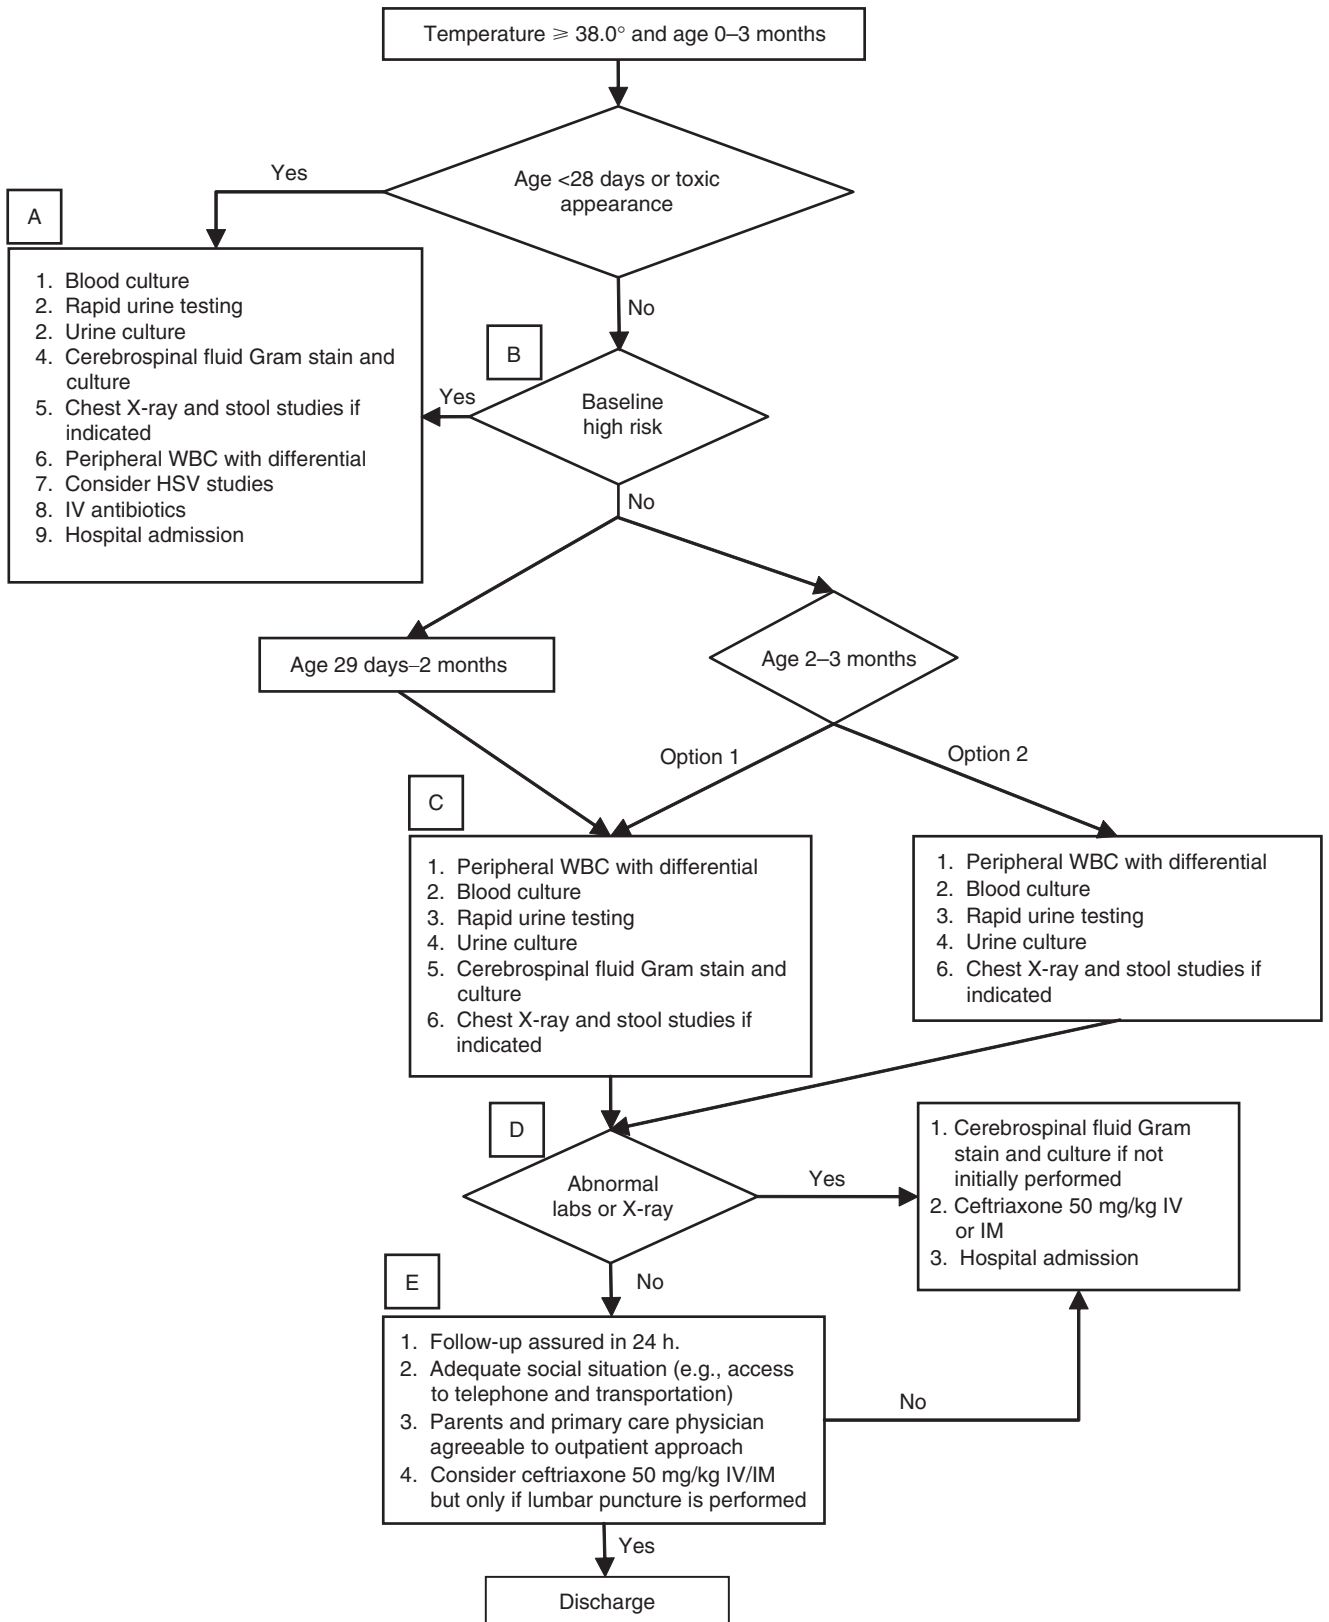 Temperature ⩾ 38.0° and age 0–3 months
Age <28 days or toxic
appearance
Yes
No
A
1. Blood culture
2. Rapid urine testing
2. Urine culture
4. Cerebrospinal fluid Gram stain and
culture
5. Chest X-ray and stool studies if
indicated
6. Peripheral WBC with differential
7. Consider HSV studies
8. IV antibiotics
9. Hospital admission
B
Baseline
high risk
Yes
No
Age 29 days–2 months
Age 2–3 months
Option 1
Option 2
C
1. Peripheral WBC with differential
2. Blood culture
3. Rapid urine testing
4. Urine culture
5. Cerebrospinal fluid Gram stain and
culture
6. Chest X-ray and stool studies if
indicated
1. Peripheral WBC with differential
2. Blood culture
3. Rapid urine testing
4. Urine culture
6. Chest X-ray and stool studies if
indicated
D
Abnormal
labs or X-ray
Yes
No
1. Cerebrospinal fluid Gram
stain and culture if not
initially performed
2. Ceftriaxone 50 mg/kg IV
or IM
3. Hospital admission
E
1. Follow-up assured in 24 h.
2. Adequate social situation (e.g., access
to telephone and transportation)
3. Parents and primary care physician
agreeable to outpatient approach
4. Consider ceftriaxone 50 mg/kg IV/IM
but only if lumbar puncture is performed
No
Yes
Discharge